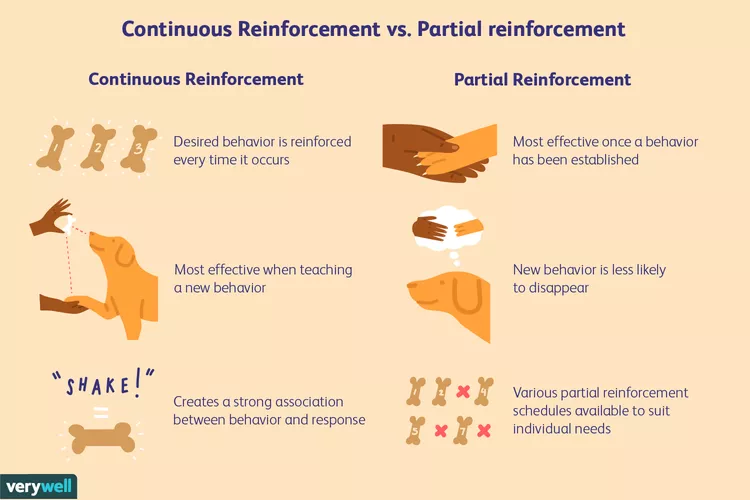 Continuous Reinforcement vs. Partial reinforcement
Continuous Reinforcement
1 2 3
Desired behavior is reinforced
every time it occurs
Most effective when teaching
a new behavior
"SHAKE!"
=
Creates a strong association
between behavior and response
Partial Reinforcement
Most effective once a behavior
has been established
New behavior is less likely
to disappear
1 2 × 4
5 × 7 ×
Various partial reinforcement
schedules available to suit
individual needs
verywell